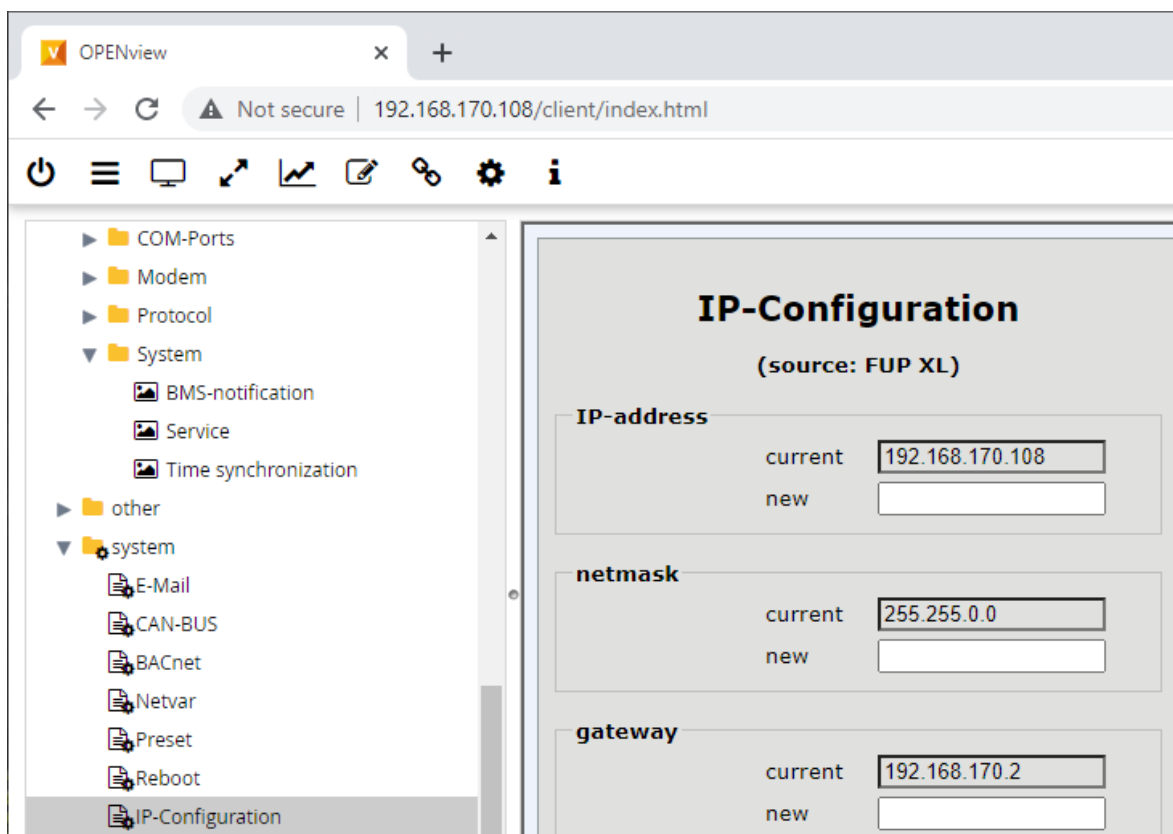 OPENview
Not secure | 192.168.170.108/client/index.html
COM-Ports
Modem
Protocol
System
BMS-notification
Service
Time synchronization
other
system
E-Mail
CAN-BUS
BACnet
Netvar
Preset
Reboot
IP-Configuration
IP-Configuration
(source: FUP XL)
IP-address
current 192.168.170.108
new
netmask
current 255.255.0.0
new
gateway
current 192.168.170.2
new